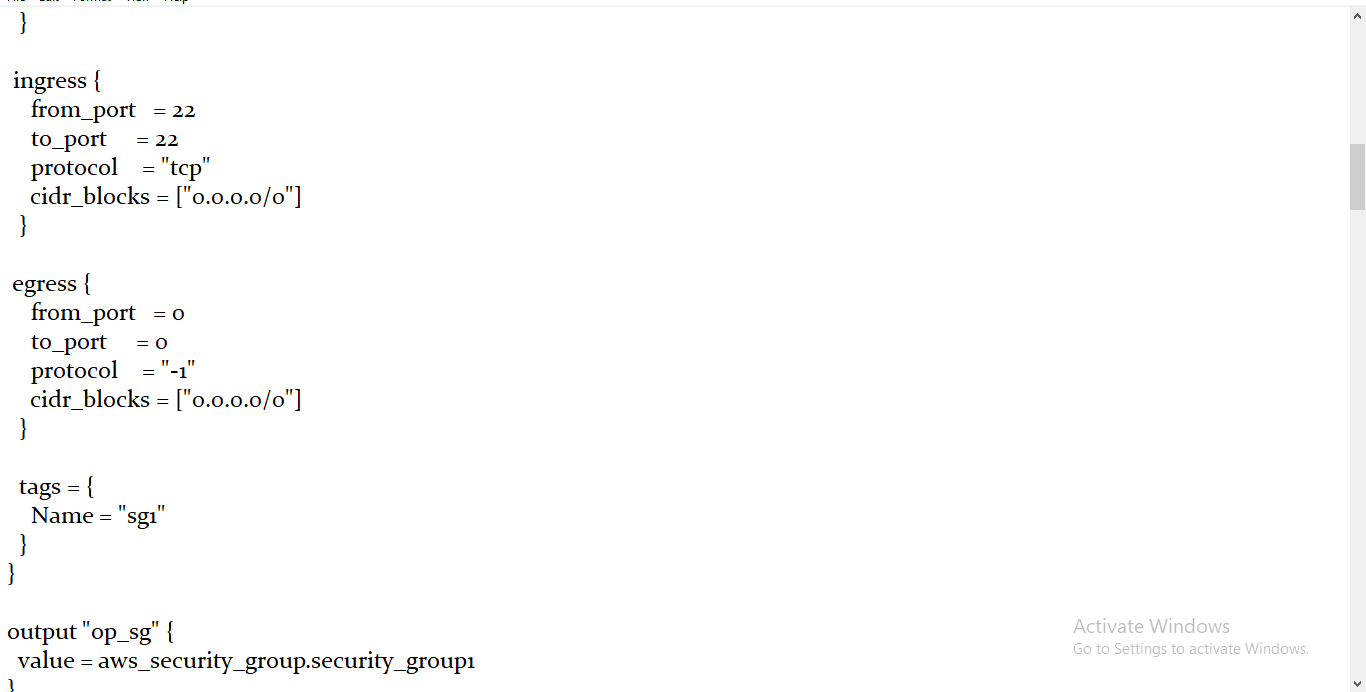 }
ingress {
from_port = 22
to_port = 22
protocol = "tcp"
cidr_blocks = ["0.0.0.0/0"]
}
egress {
from_port = 0
to_port = 0
protocol = "-1"
cidr_blocks = ["0.0.0.0/0"]
}
tags = {
Name = "sg1"
}
}
output "op_sg" {
value = aws_security_group.security_group1
}
Activate Windows
Go to Settings to activate Windows.